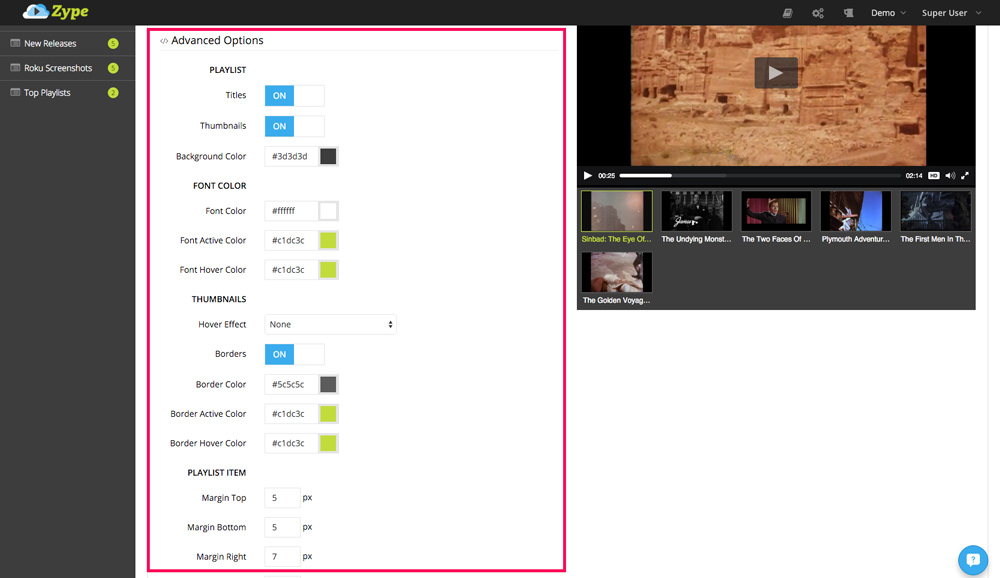 Zype
Demo
Super User
New Releases 5
Roku Screenshots 5
Top Playlists 2
</> Advanced Options
PLAYLIST
Titles ON
Thumbnails ON
Background Color #3d3d3d
FONT COLOR
Font Color #ffffff
Font Active Color #c1dc3c
Font Hover Color #c1dc3c
THUMBNAILS
Hover Effect None
Borders ON
Border Color #5c5c5c
Border Active Color #c1dc3c
Border Hover Color #c1dc3c
PLAYLIST ITEM
Margin Top 5 px
Margin Bottom 5 px
Margin Right 7 px
00:25 02:14 HD
Sinbad: The Eye Of...
The Undying Monst...
The Two Faces Of ...
Plymouth Adventur...
The First Men In Th...
The Golden Voyag...